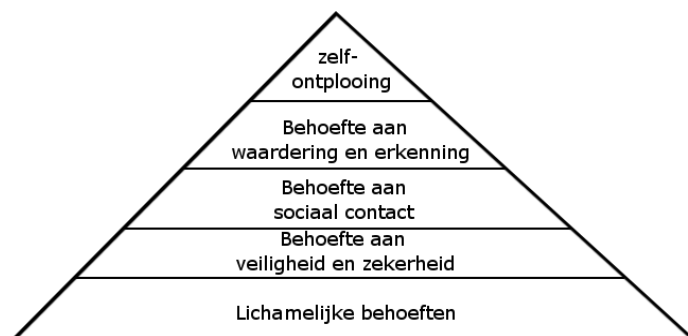 zelf-
ontplooing
Behoefte aan
waardering en erkenning
Behoefte aan
sociaal contact
Behoefte aan
veiligheid en zekerheid
Lichamelijke behoeften